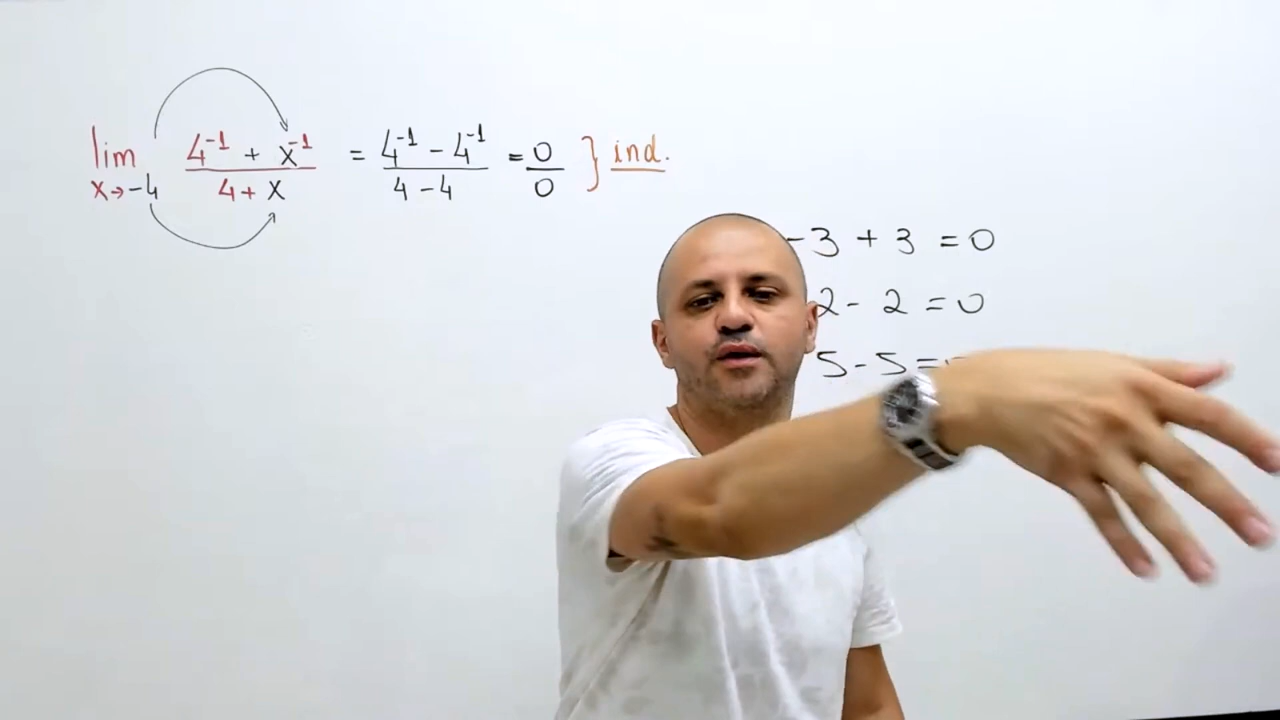 lim x→-4 (4⁻¹ + x⁻¹)/(4 + x) = (4⁻¹ - 4⁻¹)/(4 - 4) = 0/0 } ind.
-3 + 3 = 0
2 - 2 = 0
5 - 5 =